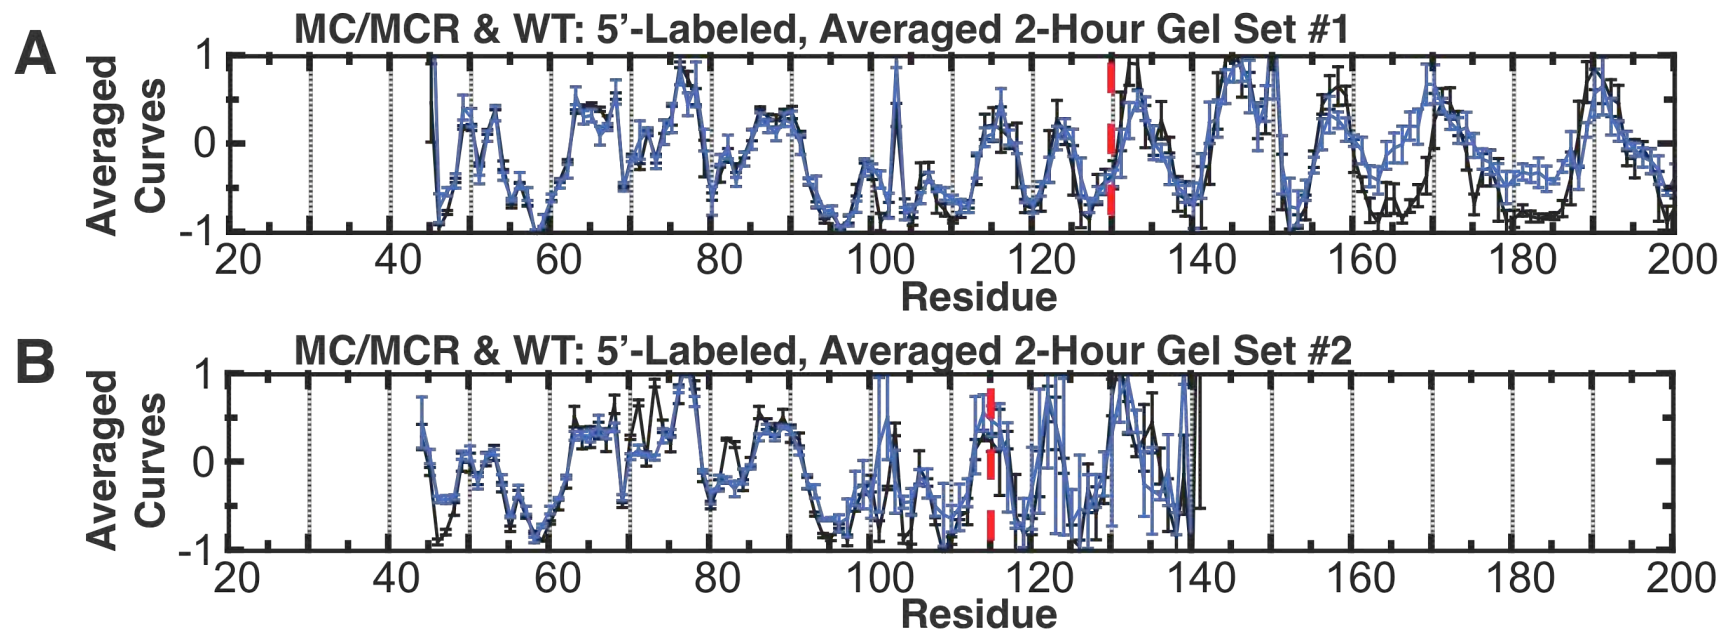 A
MC/MCR & WT: 5’-Labeled, Averaged 2-Hour Gel Set #1
Averaged
Curves
1
0
-1
20 40 60 80 100 120 140 160 180 200
Residue
B
MC/MCR & WT: 5’-Labeled, Averaged 2-Hour Gel Set #2
Averaged
Curves
1
0
-1
20 40 60 80 100 120 140 160 180 200
Residue